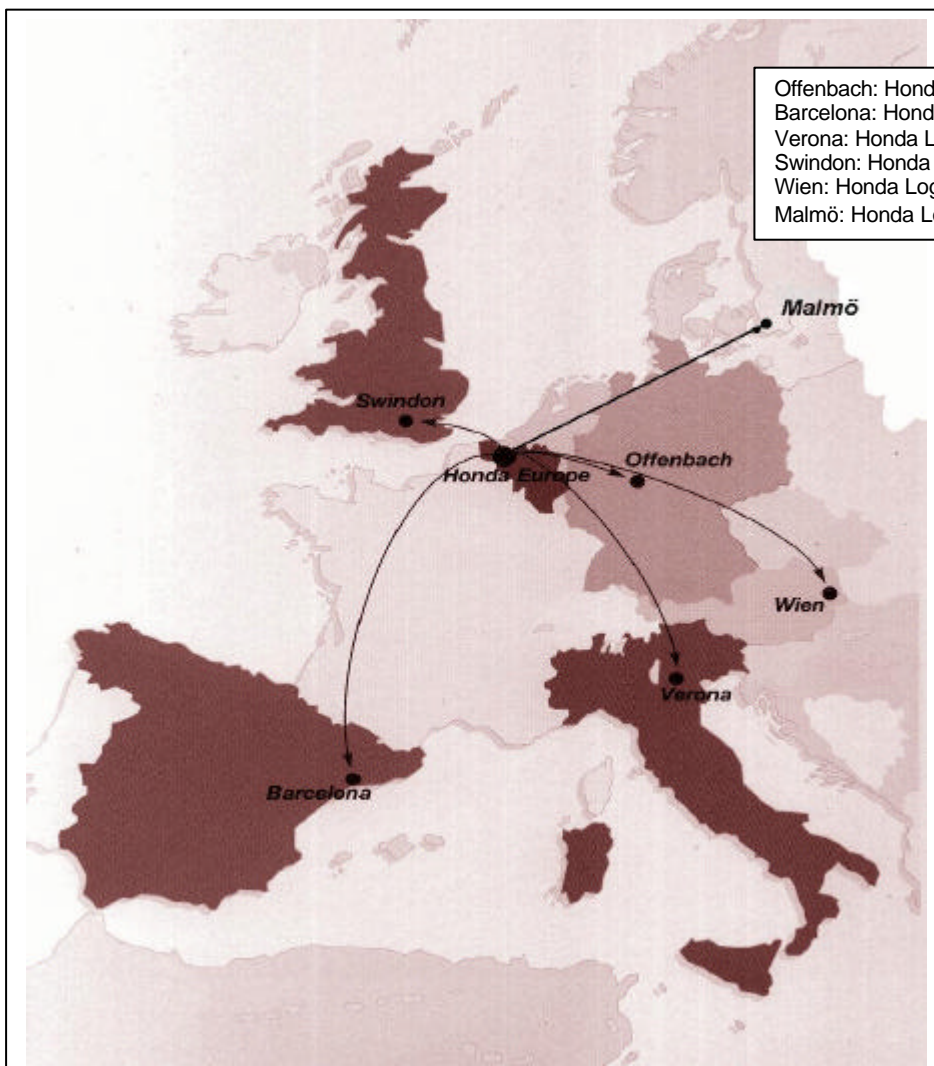 Offenbach: Hond
Barcelona: Hond
Verona: Honda L
Swindon: Honda
Wien: Honda Log
Malmö: Honda Lo
Malmö
Swindon
Offenbach
Honda Europe
Wien
Verona
Barcelona